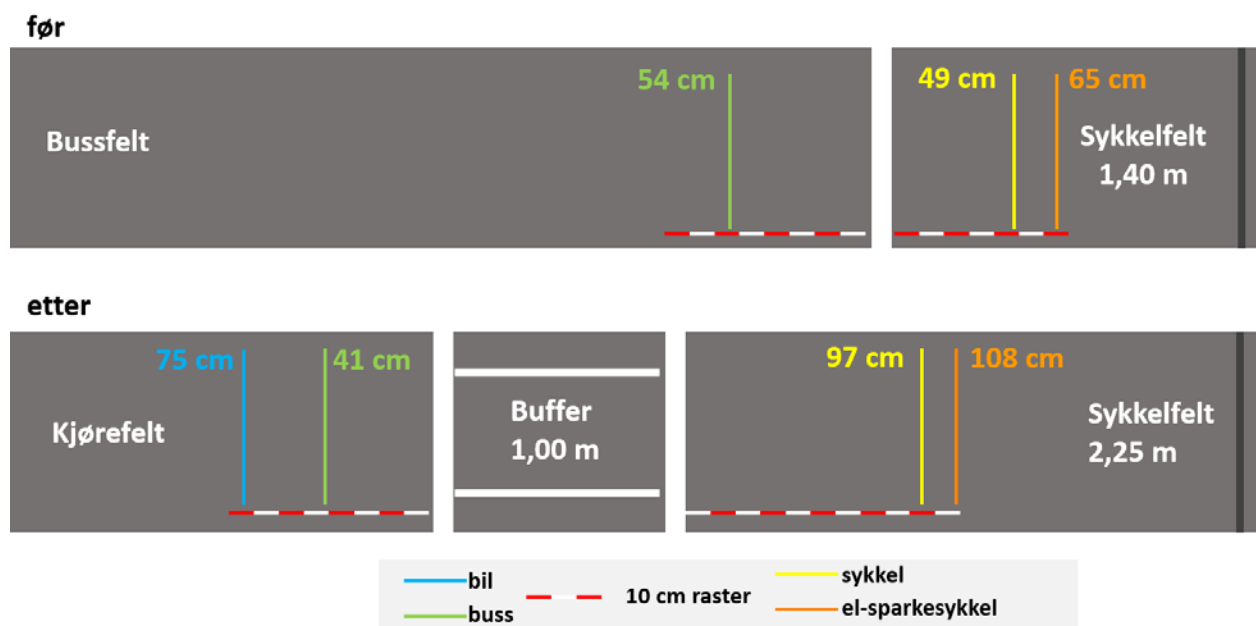 før
54 cm
49 cm
65 cm
Bussfelt
Sykkelfelt
1,40 m
etter
75 cm
41 cm
97 cm
108 cm
Kjørefelt
Buffer
1,00 m
Sykkelfelt
2,25 m
bil
buss
10 cm raster
sykkel
el-sparkesykkel